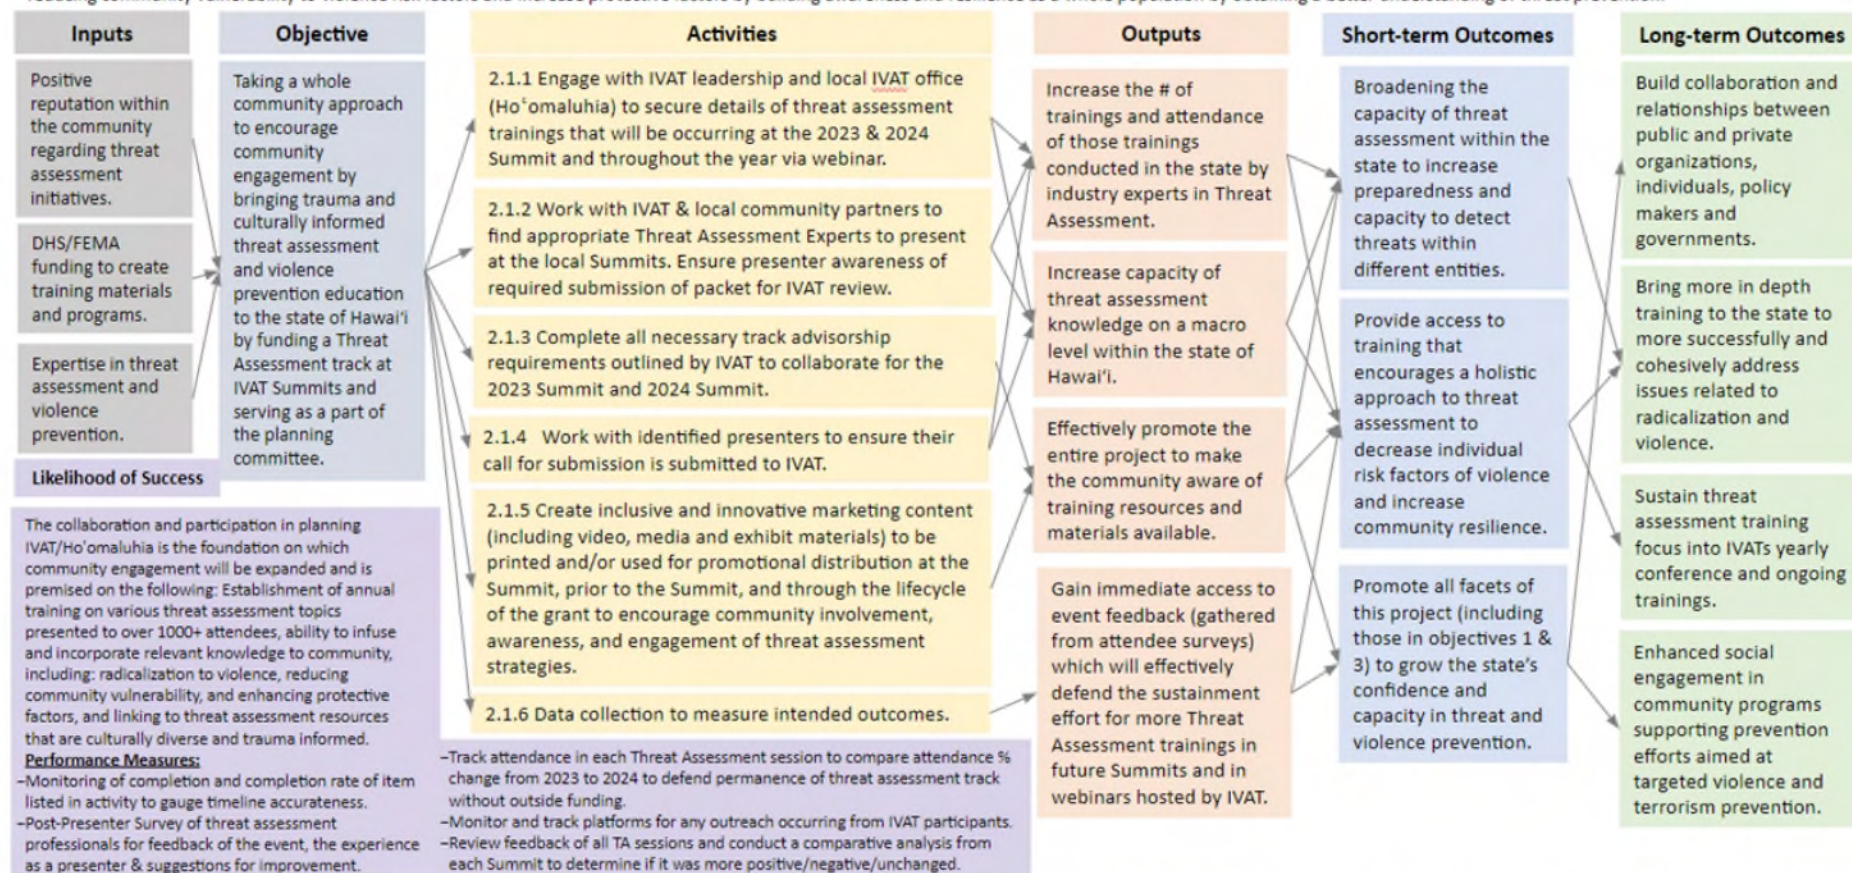 Inputs
Positive
reputation within
the community
regarding threat
assessment
initiatives.
DHS/FEMA
funding to create
training materials
and programs.
Expertise in threat
assessment and
violence
prevention.
Objective
Taking a whole
community approach
to encourage
community
engagement by
bringing trauma and
culturally informed
threat assessment
and violence
prevention education
to the state of Hawai‘i
by funding a Threat
Assessment track at
IVAT Summits and
serving as a part of
the planning
committee.
Activities
2.1.1 Engage with IVAT leadership and local IVAT office
(Ho‘omaluhia) to secure details of threat assessment
trainings that will be occurring at the 2023 & 2024
Summit and throughout the year via webinar.
2.1.2 Work with IVAT & local community partners to
find appropriate Threat Assessment Experts to present
at the local Summits. Ensure presenter awareness of
required submission of packet for IVAT review.
2.1.3 Complete all necessary track advisorship
requirements outlined by IVAT to collaborate for the
2023 Summit and 2024 Summit.
2.1.4 Work with identified presenters to ensure their
call for submission is submitted to IVAT.
2.1.5 Create inclusive and innovative marketing content
(including video, media and exhibit materials) to be
printed and/or used for promotional distribution at the
Summit, prior to the Summit, and through the lifecycle
of the grant to encourage community involvement,
awareness, and engagement of threat assessment
strategies.
2.1.6 Data collection to measure intended outcomes.
Outputs
Increase the # of
trainings and attendance
of those trainings
conducted in the state by
industry experts in Threat
Assessment.
Increase capacity of
threat assessment
knowledge on a macro
level within the state of
Hawai‘i.
Effectively promote the
entire project to make
the community aware of
training resources and
materials available.
Gain immediate access to
event feedback (gathered
from attendee surveys)
which will effectively
defend the sustainment
effort for more Threat
Assessment trainings in
future Summits and in
webinars hosted by IVAT.
Short-term Outcomes
Broadening the
capacity of threat
assessment within the
state to increase
preparedness and
capacity to detect
threats within
different entities.
Provide access to
training that
encourages a holistic
approach to threat
assessment to
decrease individual
risk factors of violence
and increase
community resilience.
Promote all facets of
this project (including
those in objectives 1 &
3) to grow the state's
confidence and
capacity in threat and
violence prevention.
Long-term Outcomes
Build collaboration and
relationships between
public and private
organizations,
individuals, policy
makers and
governments.
Bring more in depth
training to the state to
more successfully and
cohesively address
issues related to
radicalization and
violence.
Sustain threat
assessment training
focus into IVATs yearly
conference and ongoing
trainings.
Enhanced social
engagement in
community programs
supporting prevention
efforts aimed at
targeted violence and
terrorism prevention.
Likelihood of Success
The collaboration and participation in planning
IVAT/Ho'omaluhia is the foundation on which
community engagement will be expanded and is
premised on the following: Establishment of annual
training on various threat assessment topics
presented to over 1000+ attendees, ability to infuse
and incorporate relevant knowledge to community,
including: radicalization to violence, reducing
community vulnerability, and enhancing protective
factors, and linking to threat assessment resources
that are culturally diverse and trauma informed.
Performance Measures:
–Monitoring of completion and completion rate of item
listed in activity to gauge timeline accurateness.
–Post-Presenter Survey of threat assessment
professionals for feedback of the event, the experience
as a presenter & suggestions for improvement.
–Track attendance in each Threat Assessment session to compare attendance %
change from 2023 to 2024 to defend permanence of threat assessment track
without outside funding.
–Monitor and track platforms for any outreach occurring from IVAT participants.
–Review feedback of all TA sessions and conduct a comparative analysis from
each Summit to determine if it was more positive/negative/unchanged.